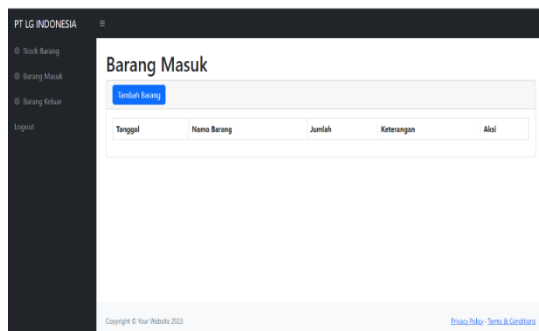 PT LG INDONESIA
Stock Barang
Barang Masuk
Barang Keluar
Logout
Barang Masuk
Tambah Barang
Tanggal Nama Barang Jumlah Keterangan Aksi
Copyright © Your Website 2023 Privacy Policy · Terms & Conditions